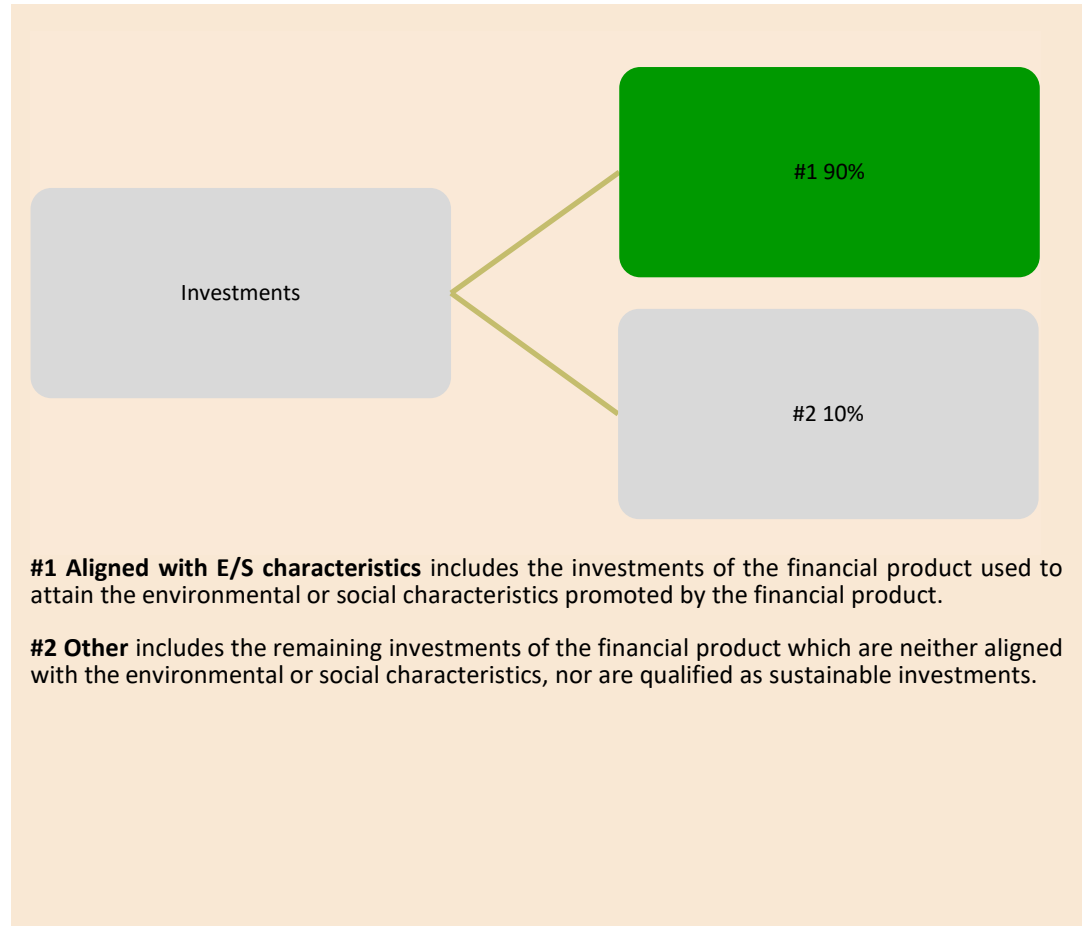 #1 90%
Investments
#2 10%
#1 Aligned with E/S characteristics includes the investments of the financial product used to
attain the environmental or social characteristics promoted by the financial product.
#2 Other includes the remaining investments of the financial product which are neither aligned
with the environmental or social characteristics, nor are qualified as sustainable investments.